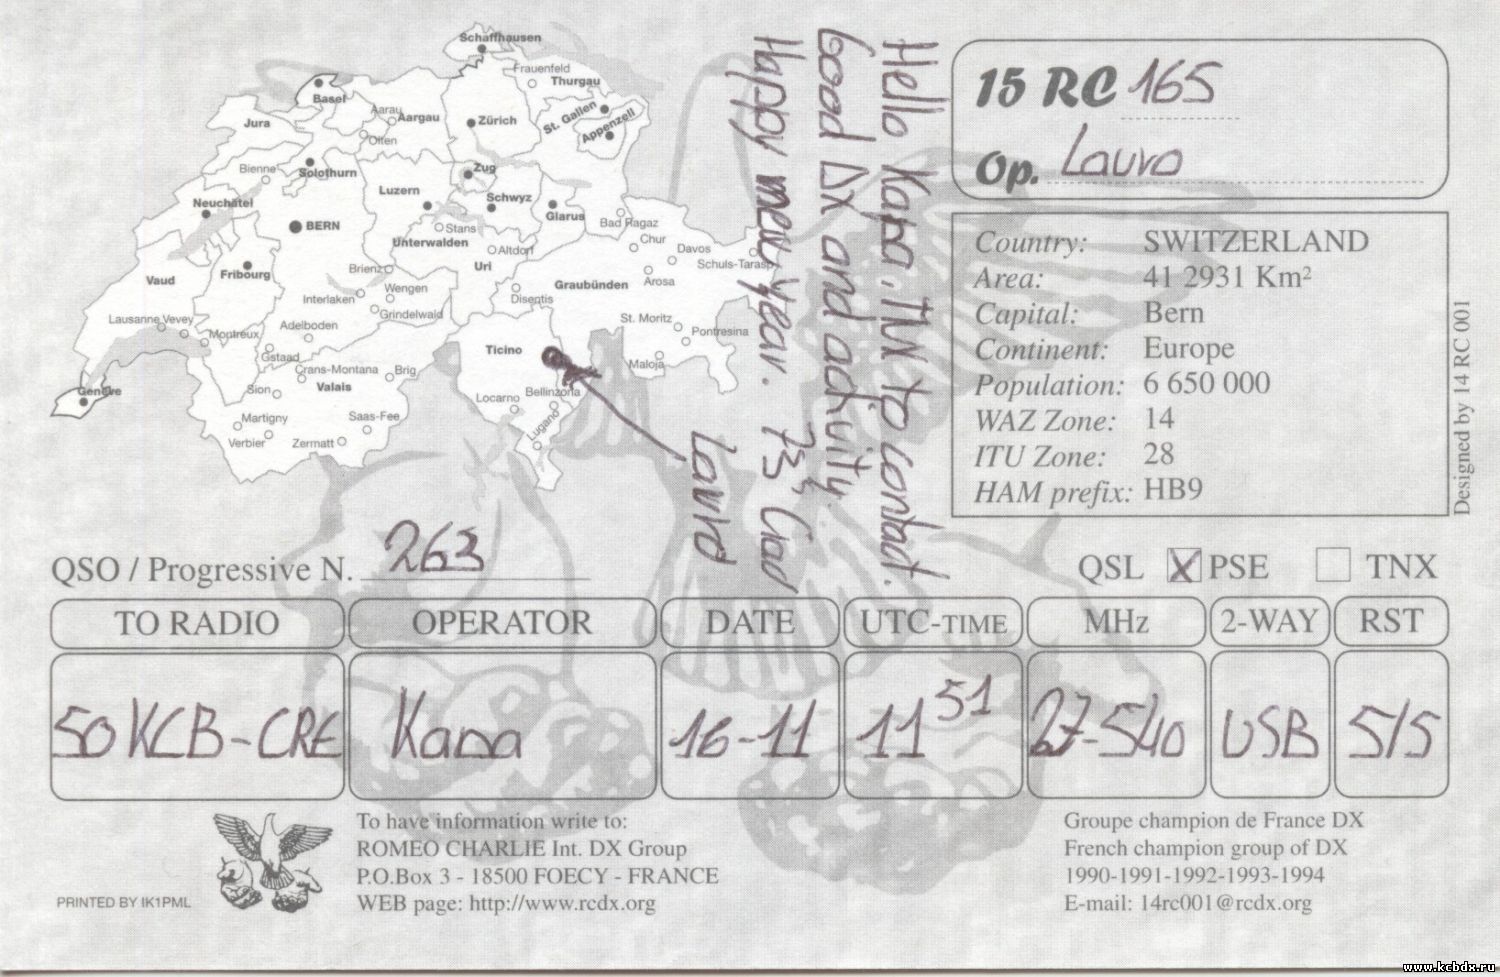 Schaffhausen
Frauenfeld
Thurgau
Basel
Jura
Aarau
Aargau
Olten
Zürich
St. Gallen
Appenzell
Bienne
Solothurn
Zug
Luzern
Schwyz
Neuchâtel
Glarus
BERN
Stans
Unterwalden
Altdorf
Bad Ragaz
Chur
Davos
Schuls-Tarasp
Vaud
Fribourg
Brienz
Uri
Arosa
Interlaken
Wengen
Disentis
Graubünden
Lausanne
Vevey
Montreux
Adelboden
Grindelwald
St. Moritz
Pontresina
Gstaad
Ticino
Maloja
Crans-Montana
Brig
Genève
Sion
Valais
Locarno
Bellinzona
Martigny
Saas-Fee
Lugano
Verbier
Zermatt
Hello Kana, TNX to contact.
Good DX and activity
Happy new year. 73, Ciao
Lauro
15 RC 165
Op. Lauro
Country: SWITZERLAND
Area: 41 2931 Km²
Capital: Bern
Continent: Europe
Population: 6 650 000
WAZ Zone: 14
ITU Zone: 28
HAM prefix: HB9
Designed by 14 RC 001
QSO / Progressive N. 263
QSL X PSE TNX
TO RADIO OPERATOR DATE UTC-TIME MHz 2-WAY RST
50KCB-CRE Kana 16-11 11 51 27-540 USB 5/5
PRINTED BY IK1PML
To have information write to:
ROMEO CHARLIE Int. DX Group
P.O.Box 3 - 18500 FOECY - FRANCE
WEB page: http://www.rcdx.org
Groupe champion de France DX
French champion group of DX
1990-1991-1992-1993-1994
E-mail: 14rc001@rcdx.org
www.kcbdx.ru